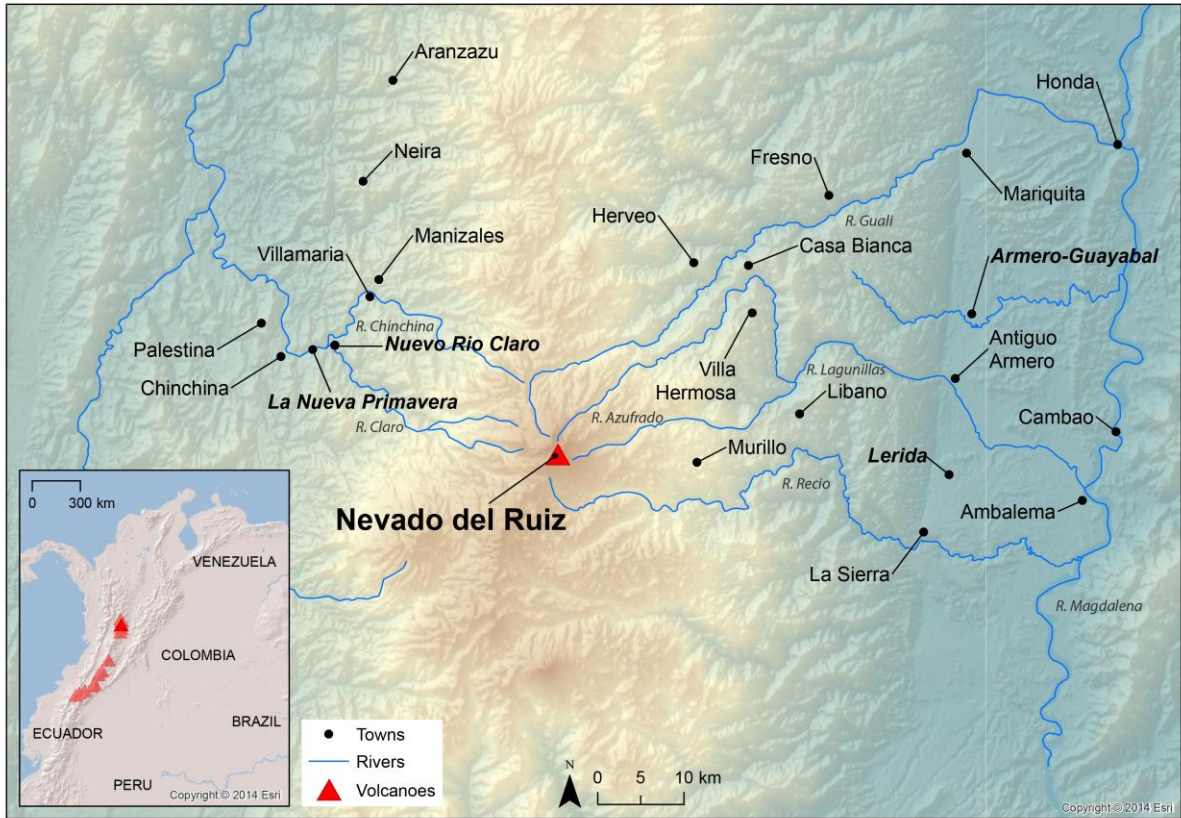 Aranzazu
Honda
Neira
Fresno
Mariquita
Herveo
R. Guali
Manizales
Villamaria
Casa Bianca
Armero-Guayabal
R. Chinchina
Nuevo Rio Claro
Palestina
Chinchina
La Nueva Primavera
R. Claro
Villa
Hermosa
R. Lagunillas
Antiguo
Armero
Libano
R. Azufrado
Cambao
Murillo
Lerida
R. Recio
Nevado del Ruiz
Ambalema
La Sierra
R. Magdalena
0 300 km
VENEZUELA
COLOMBIA
ECUADOR
BRAZIL
PERU
Copyright © 2014 Esri
Towns
Rivers
Volcanoes
N
0 5 10 km
Copyright © 2014 Esri